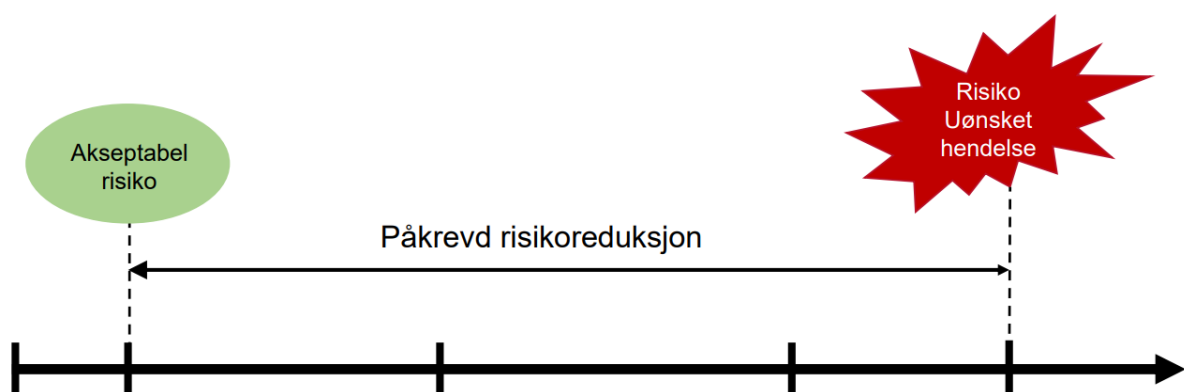 Risiko
Uønsket
hendelse
Akseptabel
risiko
Påkrevd risikoreduksjon